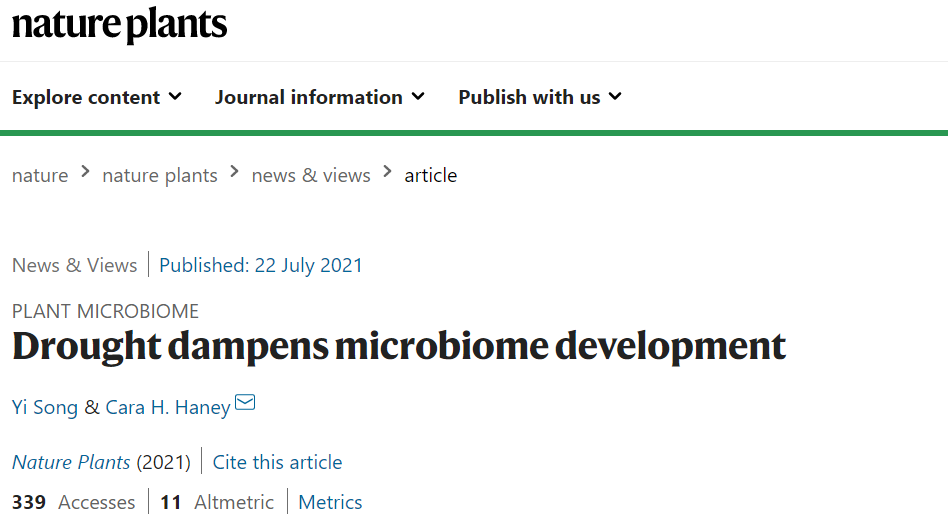 nature plants
Explore content Journal information Publish with us
nature > nature plants > news & views > article
News & Views | Published: 22 July 2021
PLANT MICROBIOME
Drought dampens microbiome development
Yi Song & Cara H. Haney
Nature Plants (2021) | Cite this article
339 Accesses | 11 Altmetric | Metrics